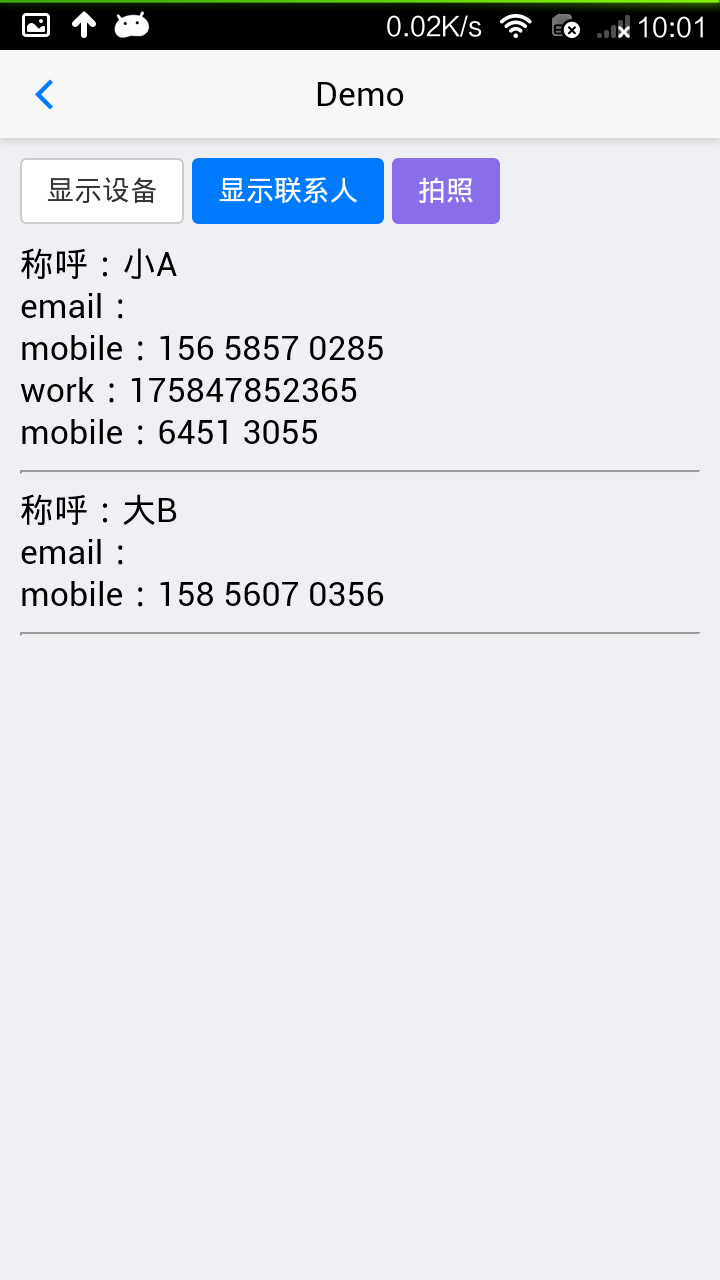 0.02K/s 10:01
Demo
显示设备 显示联系人 拍照
称呼：小A
email：
mobile：156 5857 0285
work：175847852365
mobile：6451 3055
称呼：大B
email：
mobile：158 5607 0356